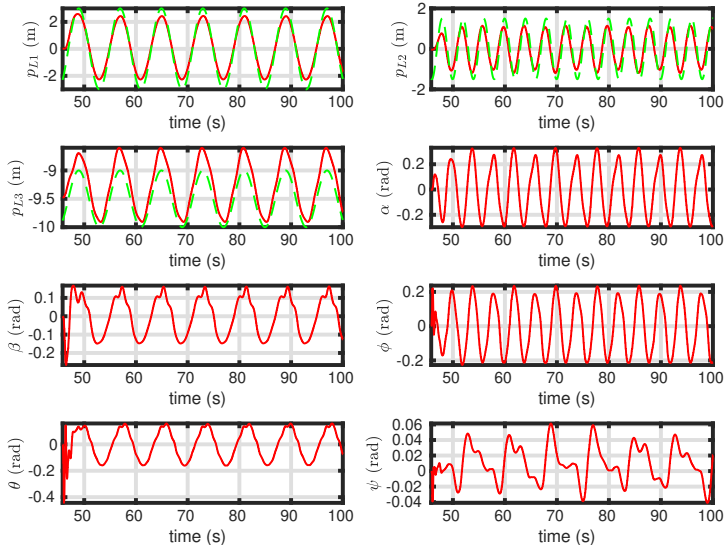 2
0
-2
p_{L1} (m)
50 60 70 80 90 100
time (s)
2
0
-2
p_{L2} (m)
50 60 70 80 90 100
time (s)
-9
-9.5
-10
p_{L3} (m)
50 60 70 80 90 100
time (s)
0.2
0
-0.2
α (rad)
50 60 70 80 90 100
time (s)
0.1
0
-0.1
-0.2
β (rad)
50 60 70 80 90 100
time (s)
0.2
0
-0.2
ϕ (rad)
50 60 70 80 90 100
time (s)
0
-0.2
-0.4
θ (rad)
50 60 70 80 90 100
time (s)
0.06
0.04
0.02
0
-0.02
-0.04
ψ (rad)
50 60 70 80 90 100
time (s)